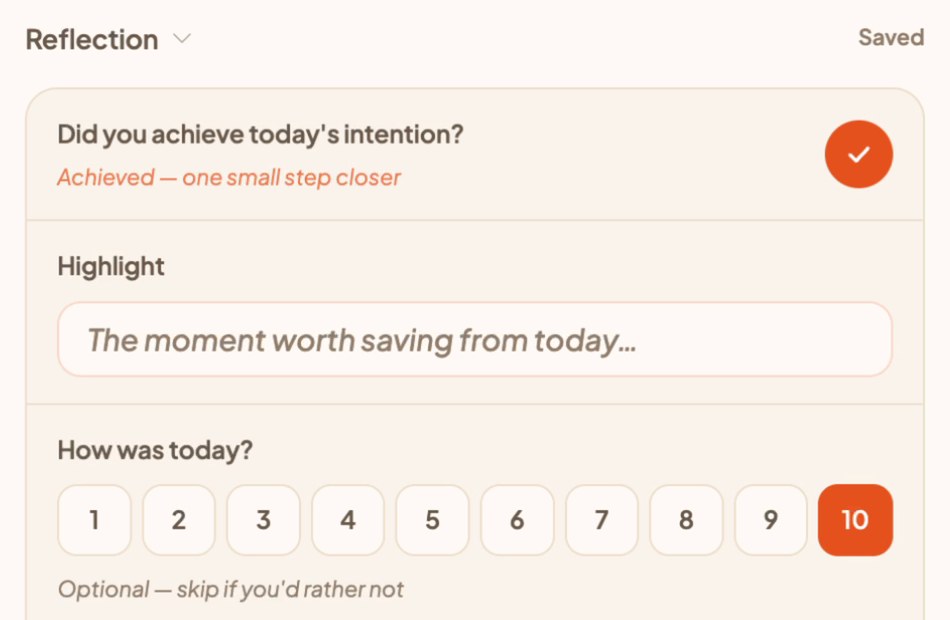 Reflection
Saved
Did you achieve today's intention?
Achieved — one small step closer
Highlight
The moment worth saving from today...
How was today?
1 2 3 4 5 6 7 8 9 10
Optional — skip if you'd rather not